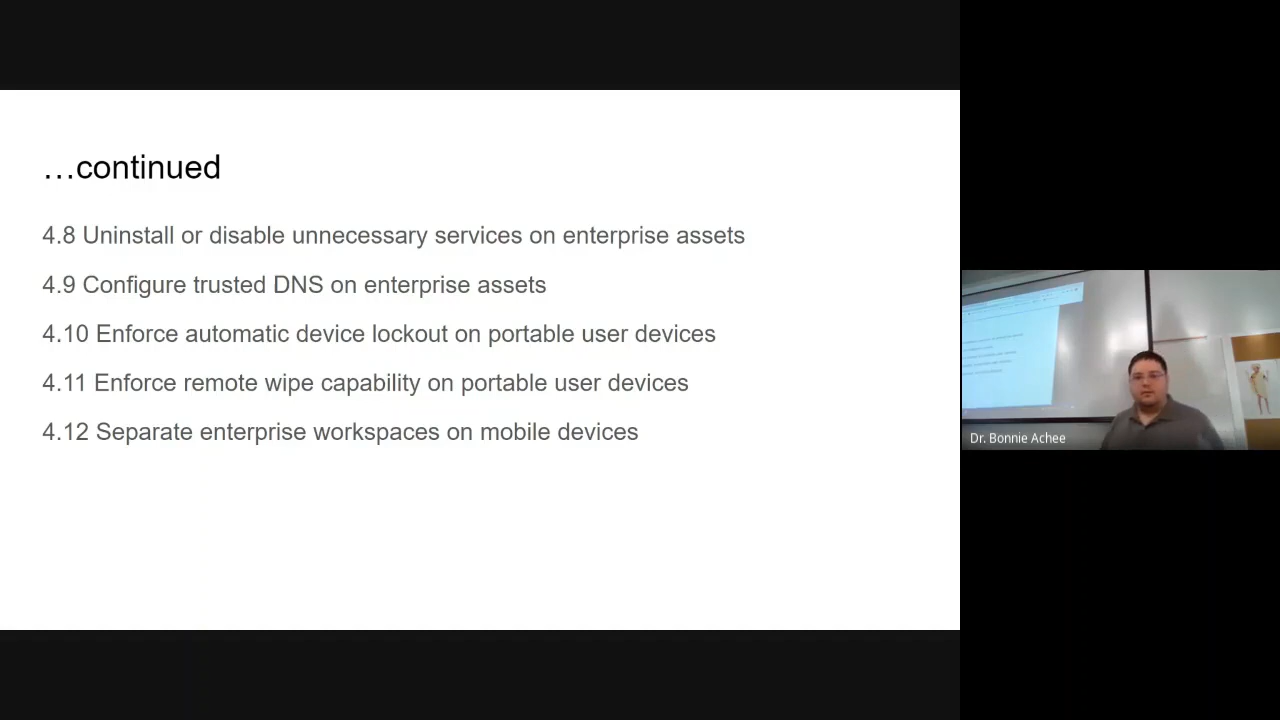 …continued
4.8 Uninstall or disable unnecessary services on enterprise assets
4.9 Configure trusted DNS on enterprise assets
4.10 Enforce automatic device lockout on portable user devices
4.11 Enforce remote wipe capability on portable user devices
4.12 Separate enterprise workspaces on mobile devices
Dr. Bonnie Achee